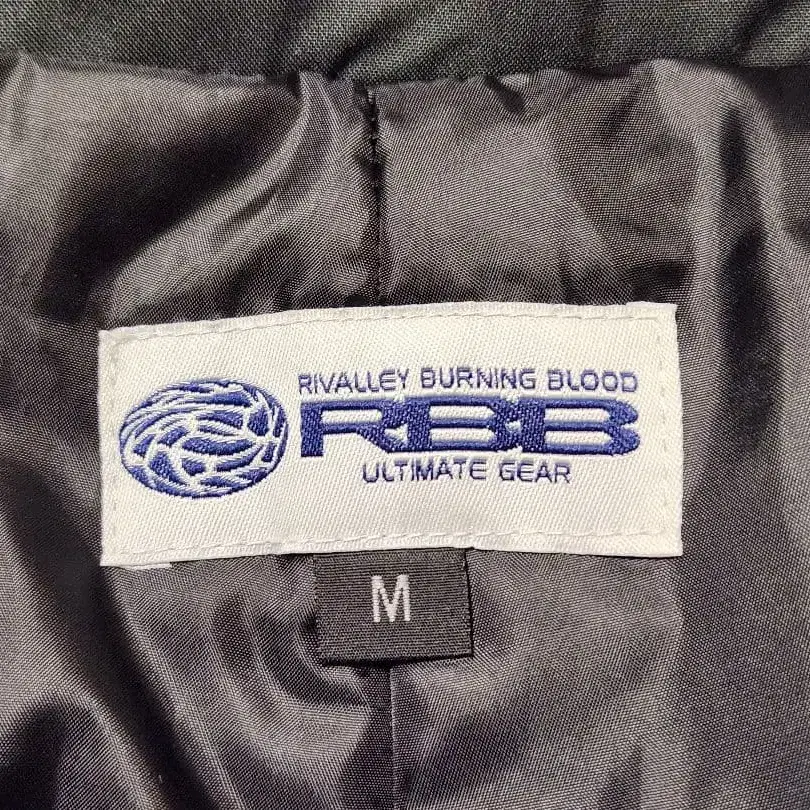 RIVALLEY BURNING BLOOD
RBB
ULTIMATE GEAR
M